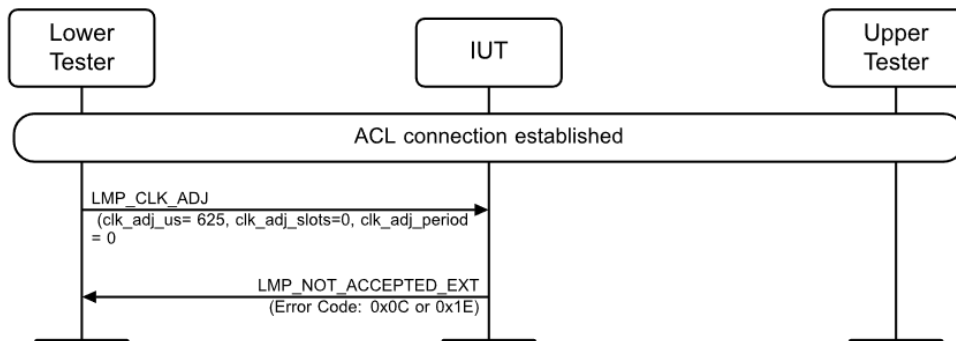 Lower
Tester
IUT
Upper
Tester
ACL connection established
LMP_CLK_ADJ
(clk_adj_us= 625, clk_adj_slots=0, clk_adj_period
= 0
LMP_NOT_ACCEPTED_EXT
(Error Code: 0x0C or 0x1E)